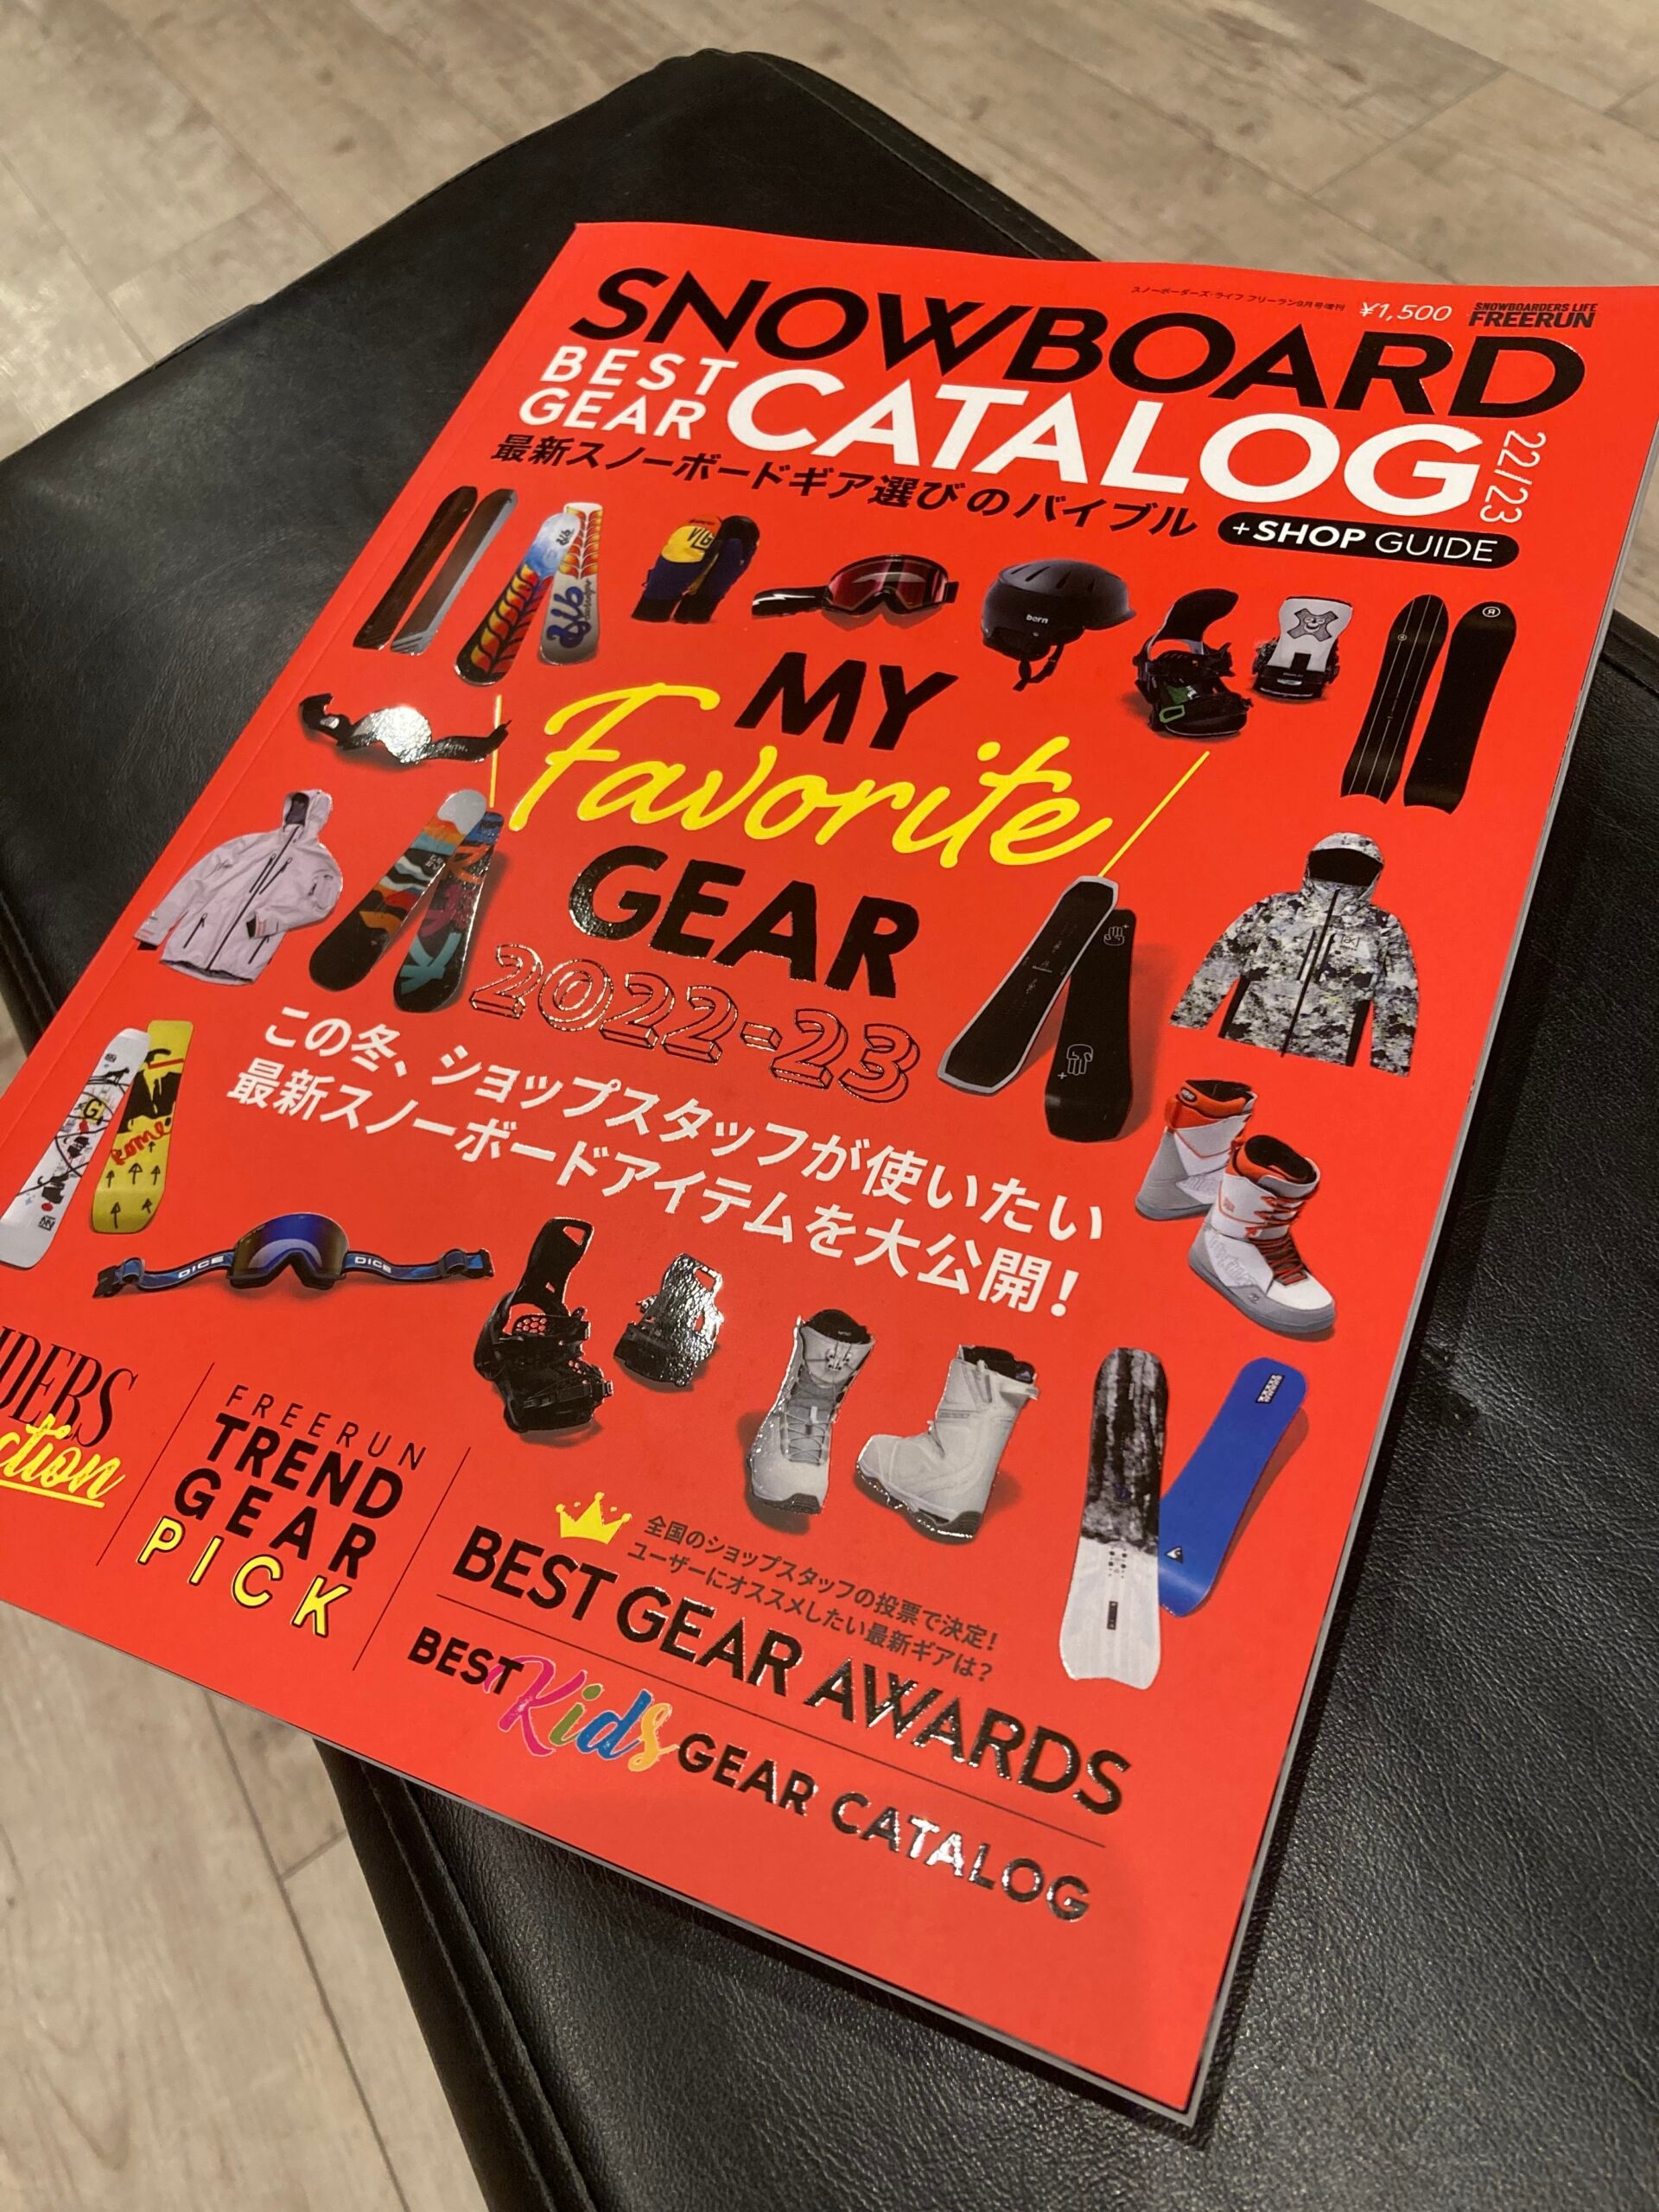 スノーボーダーズ・ライフ フリーラン9月号増刊 ¥1,500
SNOWBOARDERS LIFE
FREERUN
SNOWBOARD
BEST
GEAR
CATALOG
22/23
最新スノーボードギア選びのバイブル
+SHOP GUIDE
VLG
bern
MY
Favorite
GEAR
2022-23
この冬、ショップスタッフが使いたい
最新スノーボードアイテムを大公開!
DICE
DICE
Rome
FREERUN
TREND
GEAR
PICK
全国のショップスタッフの投票で決定!
ユーザーにオススメしたい最新ギアは?
BEST GEAR AWARDS
BEST Kids GEAR CATALOG